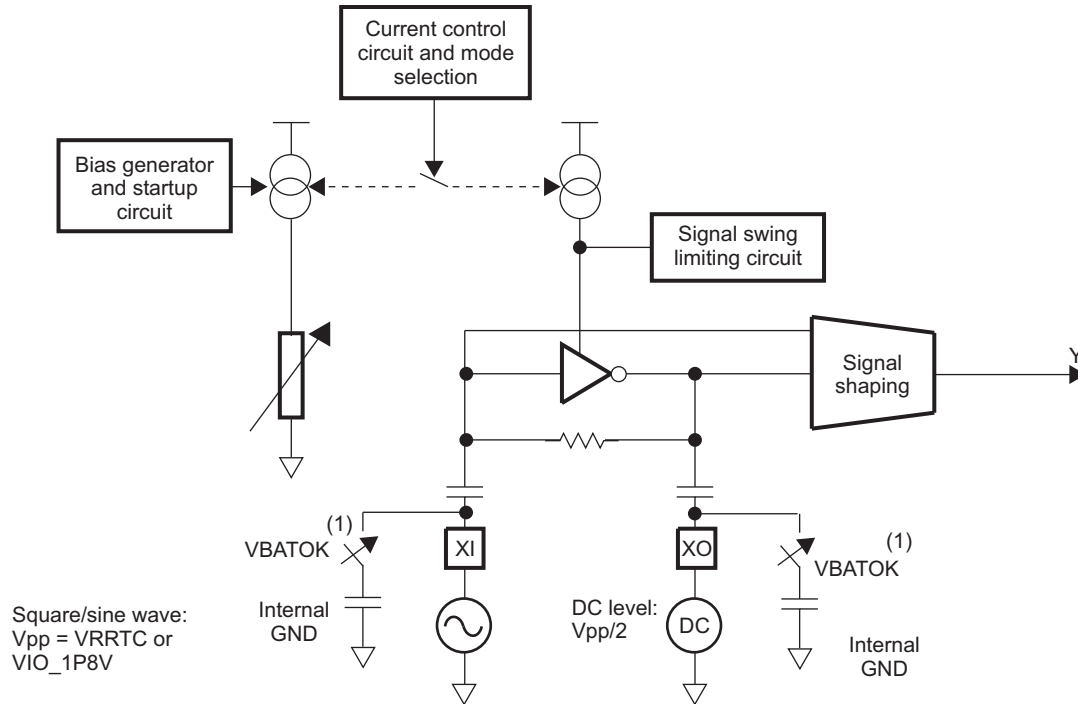 Current control
circuit and mode
selection
Bias generator
and startup
circuit
Signal swing
limiting circuit
Signal
shaping
Y
(1)
VBATOK
XI
XO
(1)
VBATOK
Square/sine wave:
Vpp = VRRTC or
VIO_1P8V
Internal
GND
DC level:
Vpp/2
DC
Internal
GND